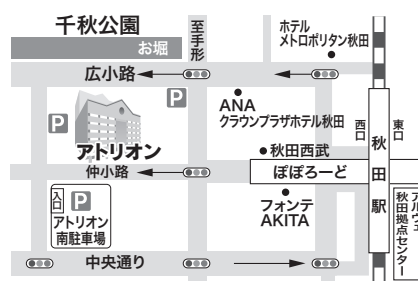 千秋公園
お堀
至手形
ホテル
メトロポリタン秋田
広小路
P
P
ANA
クラウンプラザホテル秋田
アトリオン
西口
東口
秋田駅
秋田西武
仲小路
ぽぽろーど
入口
P
アトリオン
南駐車場
フォンテ
AKITA
アルヴェ
秋田拠点センター
中央通り